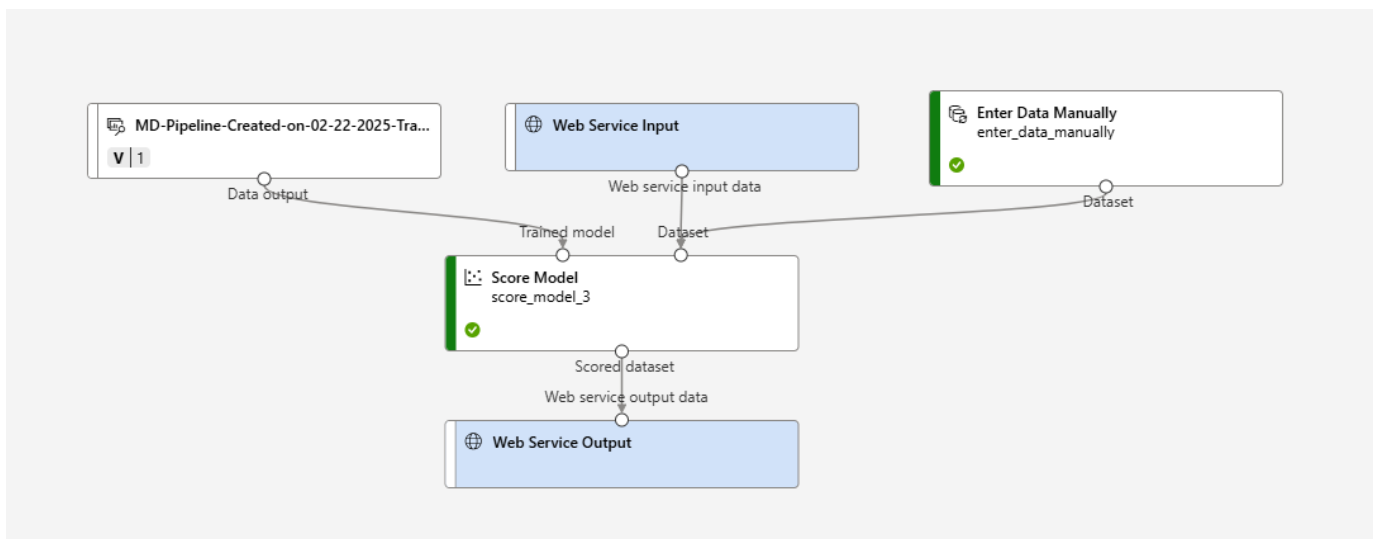 MD-Pipeline-Created-on-02-22-2025-Tra...
V 1
Data output
Web Service Input
Web service input data
Enter Data Manually
enter_data_manually
Dataset
Trained model
Dataset
Score Model
score_model_3
Scored dataset
Web service output data
Web Service Output